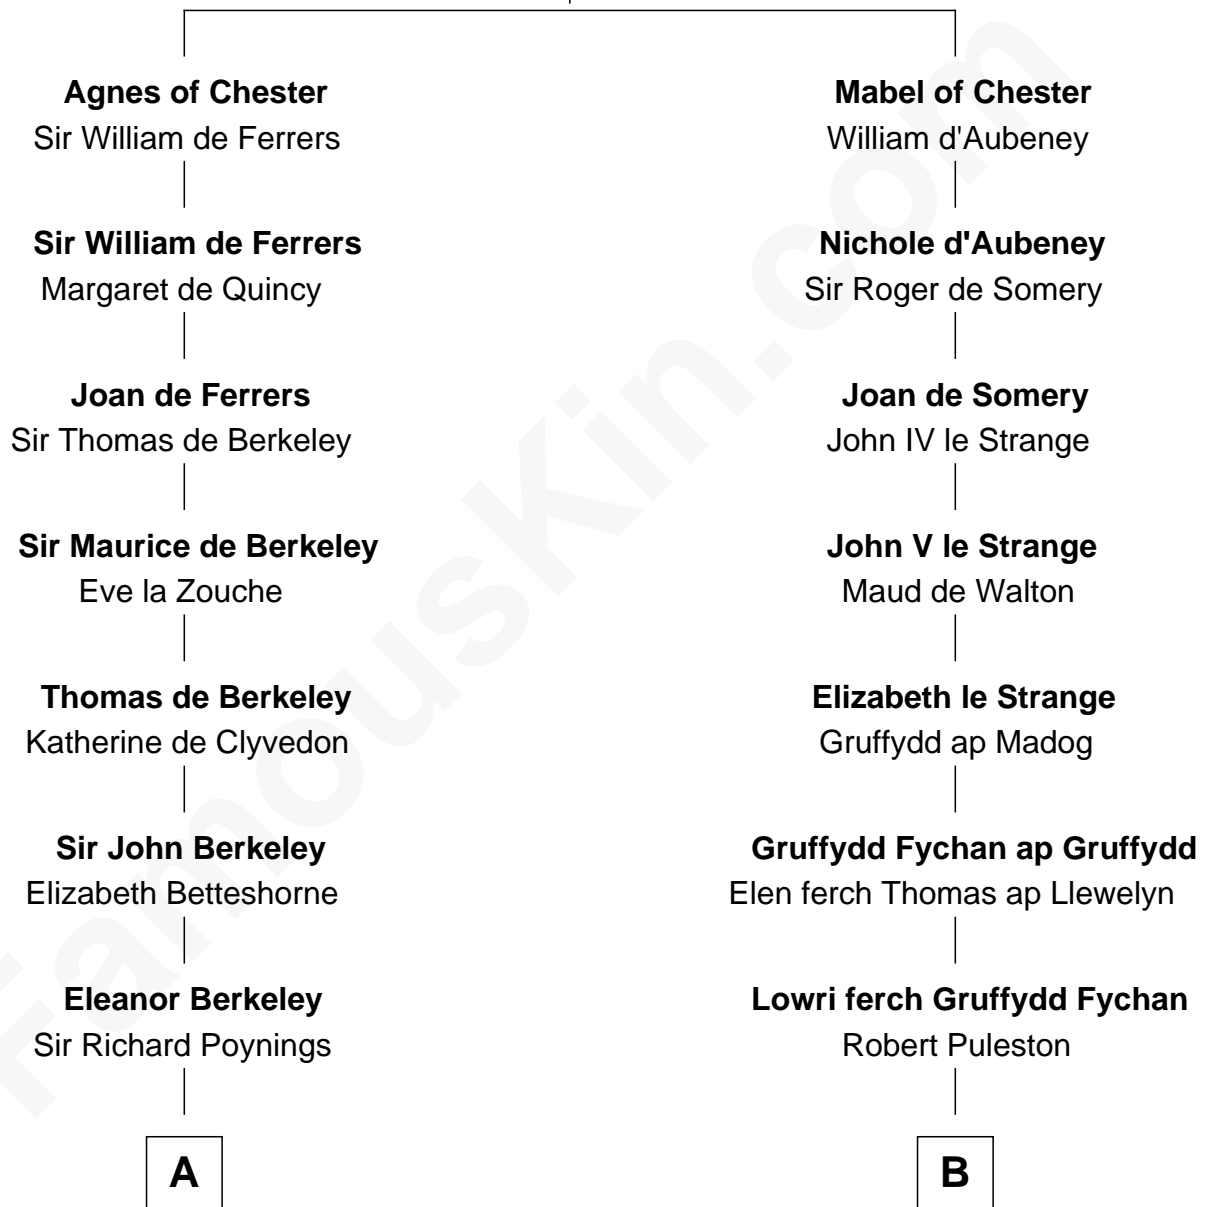 Agnes of Chester
Sir William de Ferrers
Sir William de Ferrers
Margaret de Quincy
Joan de Ferrers
Sir Thomas de Berkeley
Sir Maurice de Berkeley
Eve la Zouche
Thomas de Berkeley
Katherine de Clyvedon
Sir John Berkeley
Elizabeth Betteshorne
Eleanor Berkeley
Sir Richard Poynings
A
Mabel of Chester
William d'Aubeney
Nichole d'Aubeney
Sir Roger de Somery
Joan de Somery
John IV le Strange
John V le Strange
Maud de Walton
Elizabeth le Strange
Gruffydd ap Madog
Gruffydd Fychan ap Gruffydd
Elen ferch Thomas ap Llewelyn
Lowri ferch Gruffydd Fychan
Robert Puleston
B
FamousKin.com